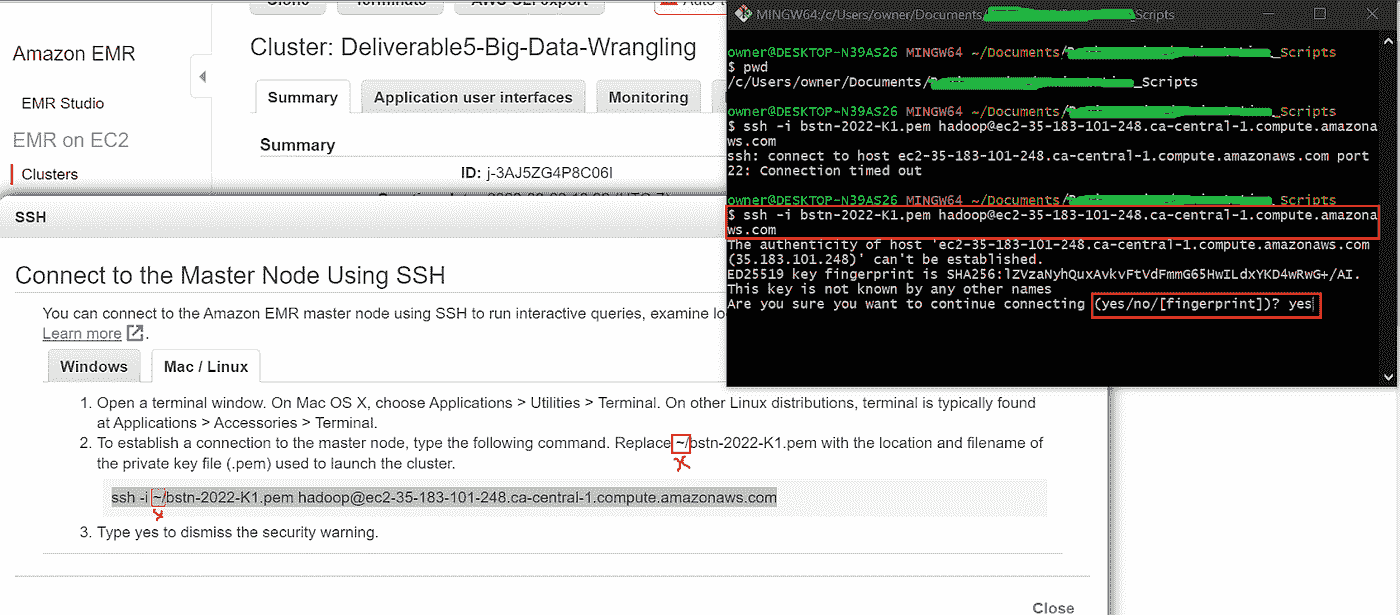 Clone
Terminate
AWS CLI export
Amazon EMR
EMR Studio
EMR on EC2
Clusters
Cluster: Deliverable5-Big-Data-Wrangling
Summary
Application user interfaces
Monitoring
Summary
ID: j-3AJ5ZG4P8C06I
SSH
Connect to the Master Node Using SSH
You can connect to the Amazon EMR master node using SSH to run interactive queries, examine
Learn more
Windows
Mac / Linux
1. Open a terminal window. On Mac OS X, choose Applications > Utilities > Terminal. On other Linux distributions, terminal is typically found
at Applications > Accessories > Terminal.
2. To establish a connection to the master node, type the following command. Replace ~/bstn-2022-K1.pem with the location and filename of
the private key file (.pem) used to launch the cluster.
ssh -i ~/bstn-2022-K1.pem hadoop@ec2-35-183-101-248.ca-central-1.compute.amazonaws.com
3. Type yes to dismiss the security warning.
Close
MINGW64:/c/Users/owner/Documents/ _Scripts
owner@DESKTOP-N39AS26 MINGW64 ~/Documents/ _Scripts
$ pwd
/c/Users/owner/Documents/ _Scripts
owner@DESKTOP-N39AS26 MINGW64 ~/Documents/ _Scripts
$ ssh -i bstn-2022-K1.pem hadoop@ec2-35-183-101-248.ca-central-1.compute.amazona
ws.com
ssh: connect to host ec2-35-183-101-248.ca-central-1.compute.amazonaws.com port
22: Connection timed out
owner@DESKTOP-N39AS26 MINGW64 ~/Documents/ _Scripts
$ ssh -i bstn-2022-K1.pem hadoop@ec2-35-183-101-248.ca-central-1.compute.amazona
ws.com
The authenticity of host 'ec2-35-183-101-248.ca-central-1.compute.amazonaws.com
(35.183.101.248)' can't be established.
ED25519 key fingerprint is SHA256:lZVzaNyhQuxAvkvFtVdFmmG65HwILdxYKD4wRwG+/AI.
This key is not known by any other names
Are you sure you want to continue connecting (yes/no/[fingerprint])? yes